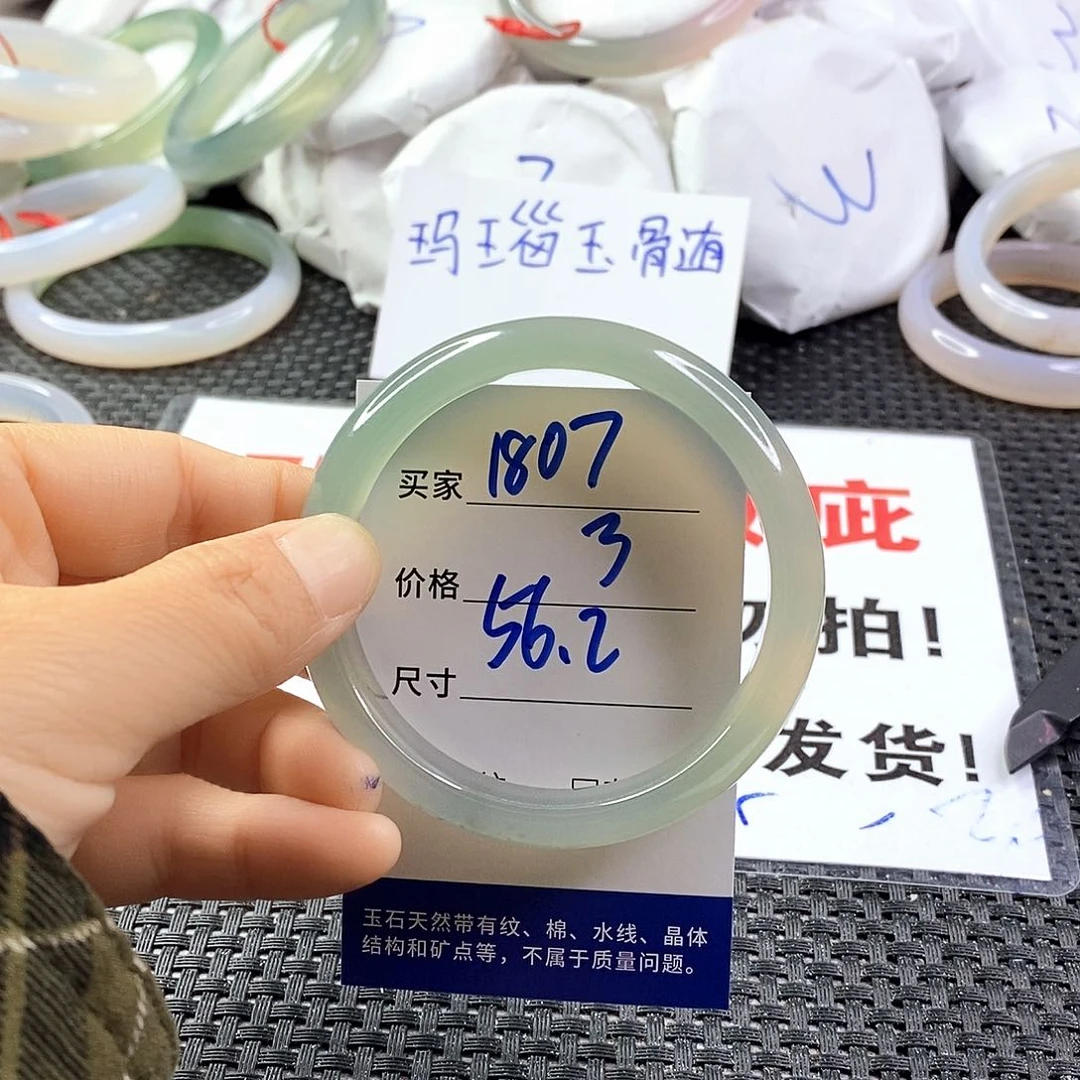 玛瑙玉骨髓
买家 1807
价格 3
尺寸 56.2
疵
拍!
发货!
玉石天然带有纹、棉、水线、晶体
结构和矿点等，不属于质量问题。